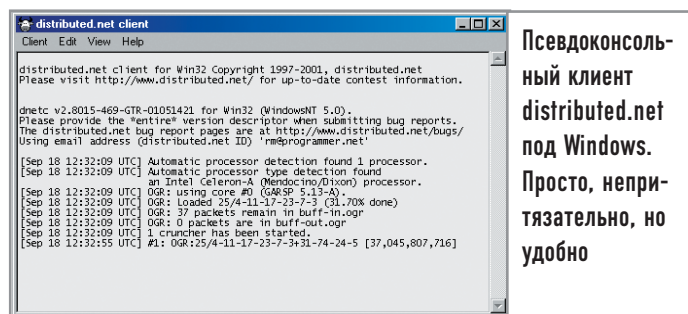 distributed.net client
Client Edit View Help
distributed.net client for Win32 Copyright 1997-2001, distributed.net
Please visit http://www.distributed.net/ for up-to-date contest information.
dnetc v2.8015-469-GTR-01051421 for Win32 (WindowsNT 5.0).
Please provide the *entire* version descriptor when submitting bug reports.
The distributed.net bug report pages are at http://www.distributed.net/bugs/
Using email address (distributed.net ID) 'rm@programmer.net'
[Sep 18 12:32:09 UTC] Automatic processor detection found 1 processor.
[Sep 18 12:32:09 UTC] Automatic processor type detection found
an Intel Celeron-A (Mendocino/Dixon) processor.
[Sep 18 12:32:09 UTC] OGR: using core #0 (GARSP 5.13-A).
[Sep 18 12:32:09 UTC] OGR: Loaded 25/4-11-17-23-7-3 (31.70% done)
[Sep 18 12:32:09 UTC] OGR: 37 packets remain in buff-in.ogr
[Sep 18 12:32:09 UTC] OGR: 0 packets are in buff-out.ogr
[Sep 18 12:32:09 UTC] 1 cruncher has been started.
[Sep 18 12:32:55 UTC] #1: OGR:25/4-11-17-23-7-3+31-74-24-5 [37,045,807,716]
Псевдоконсоль-
ный клиент
distributed.net
под Windows.
Просто, непри-
тязательно, но
удобно